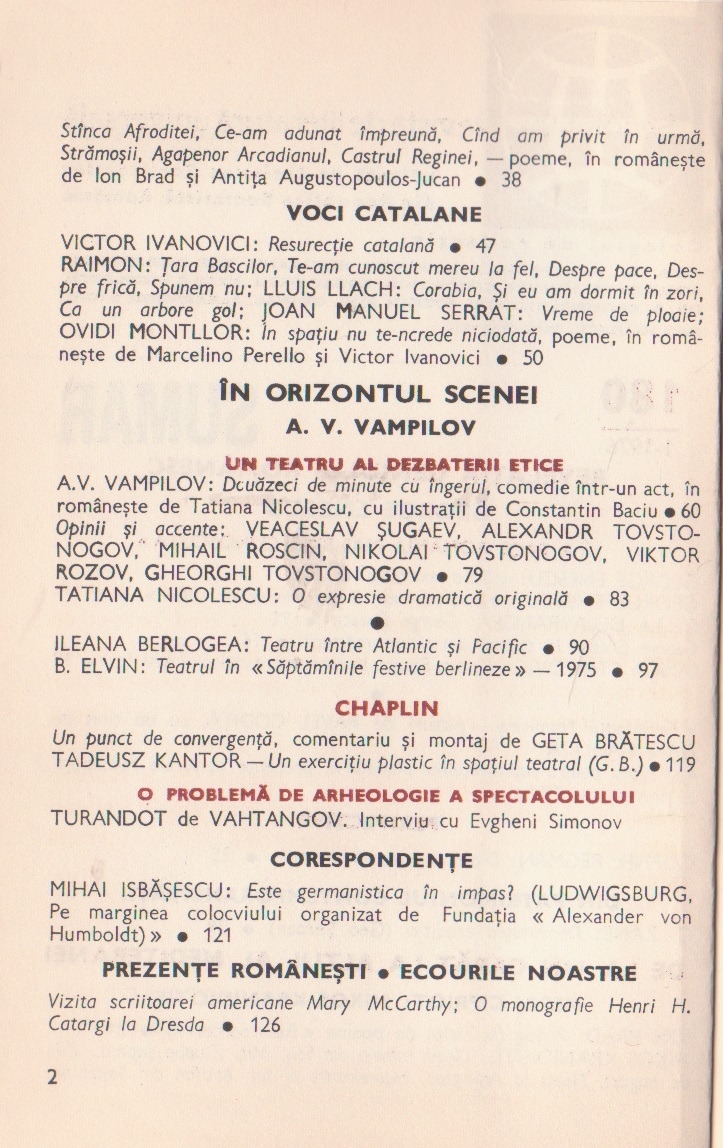 Stînca Afroditei, Ce-am adunat împreună, Cînd am privit în urmă,
Strămoșii, Agapenor Arcadianul, Castrul Reginei, — poeme, în românește
de Ion Brad și Antița Augustopoulos-Jucan ● 38
VOCI CATALANE
VICTOR IVANOVICI: Resurecție catalană ● 47
RAIMON: Țara Bascilor, Te-am cunoscut mereu la fel, Despre pace, Des-
pre frică, Spunem nu; LLUIS LLACH: Corabia, Și eu am dormit în zori,
Ca un arbore gol; JOAN MANUEL SERRAT: Vreme de ploaie;
OVIDI MONTLLOR: In spațiu nu te-ncrede niciodată, poeme, în romă-
nește de Marcelino Perello și Victor Ivanovici ● 50
ÎN ORIZONTUL SCENEI
A. V. VAMPILOV
UN TEATRU AL DEZBATERII ETICE
A.V. VAMPILOV: Douăzeci de minute cu îngerul, comedie într-un act, în
românește de Tatiana Nicolescu, cu ilustrații de Constantin Baciu ● 60
Opinii și accente: VEACESLAV ȘUGAEV, ALEXANDR TOVSTO-
NOGOV, MIHAIL ROSCIN, NIKOLAI TOVSTONOGOV, VIKTOR
ROZOV, GHEORGHI TOVSTONOGOV ● 79
TATIANA NICOLESCU: O expresie dramatică originală ● 83
●
ILEANA BERLOGEA: Teatru între Atlantic și Pacific ● 90
B. ELVIN: Teatrul în «Săptămînile festive berlineze» — 1975 ● 97
CHAPLIN
Un punct de convergență, comentariu și montaj de GETA BRĂTESCU
TADEUSZ KANTOR — Un exercițiu plastic în spațiul teatral (G.B.) ● 119
O PROBLEMĂ DE ARHEOLOGIE A SPECTACOLULUI
TURANDOT de VAHTANGOV. Interviu cu Evgheni Simonov
CORESPONDENȚE
MIHAI ISBĂȘESCU: Este germanistica în impas? (LUDWIGSBURG,
Pe marginea colocviului organizat de Fundația « Alexander von
Humboldt) » ● 121
PREZENȚE ROMÂNEȘTI ● ECOURILE NOASTRE
Vizita scriitoarei americane Mary McCarthy; O monografie Henri H.
Catargi la Dresda ● 126
2